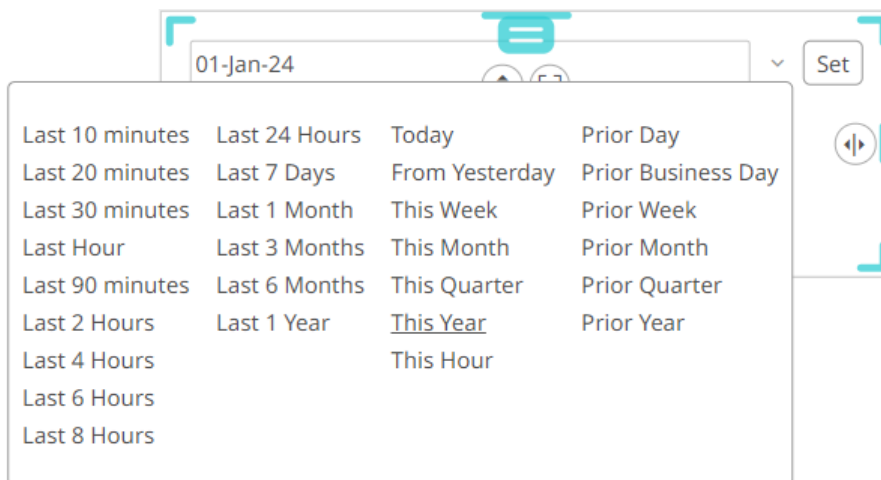 01-Jan-24
Set
Last 10 minutes Last 24 Hours Today Prior Day
Last 20 minutes Last 7 Days From Yesterday Prior Business Day
Last 30 minutes Last 1 Month This Week Prior Week
Last Hour Last 3 Months This Month Prior Month
Last 90 minutes Last 6 Months This Quarter Prior Quarter
Last 2 Hours Last 1 Year This Year Prior Year
Last 4 Hours This Hour
Last 6 Hours
Last 8 Hours